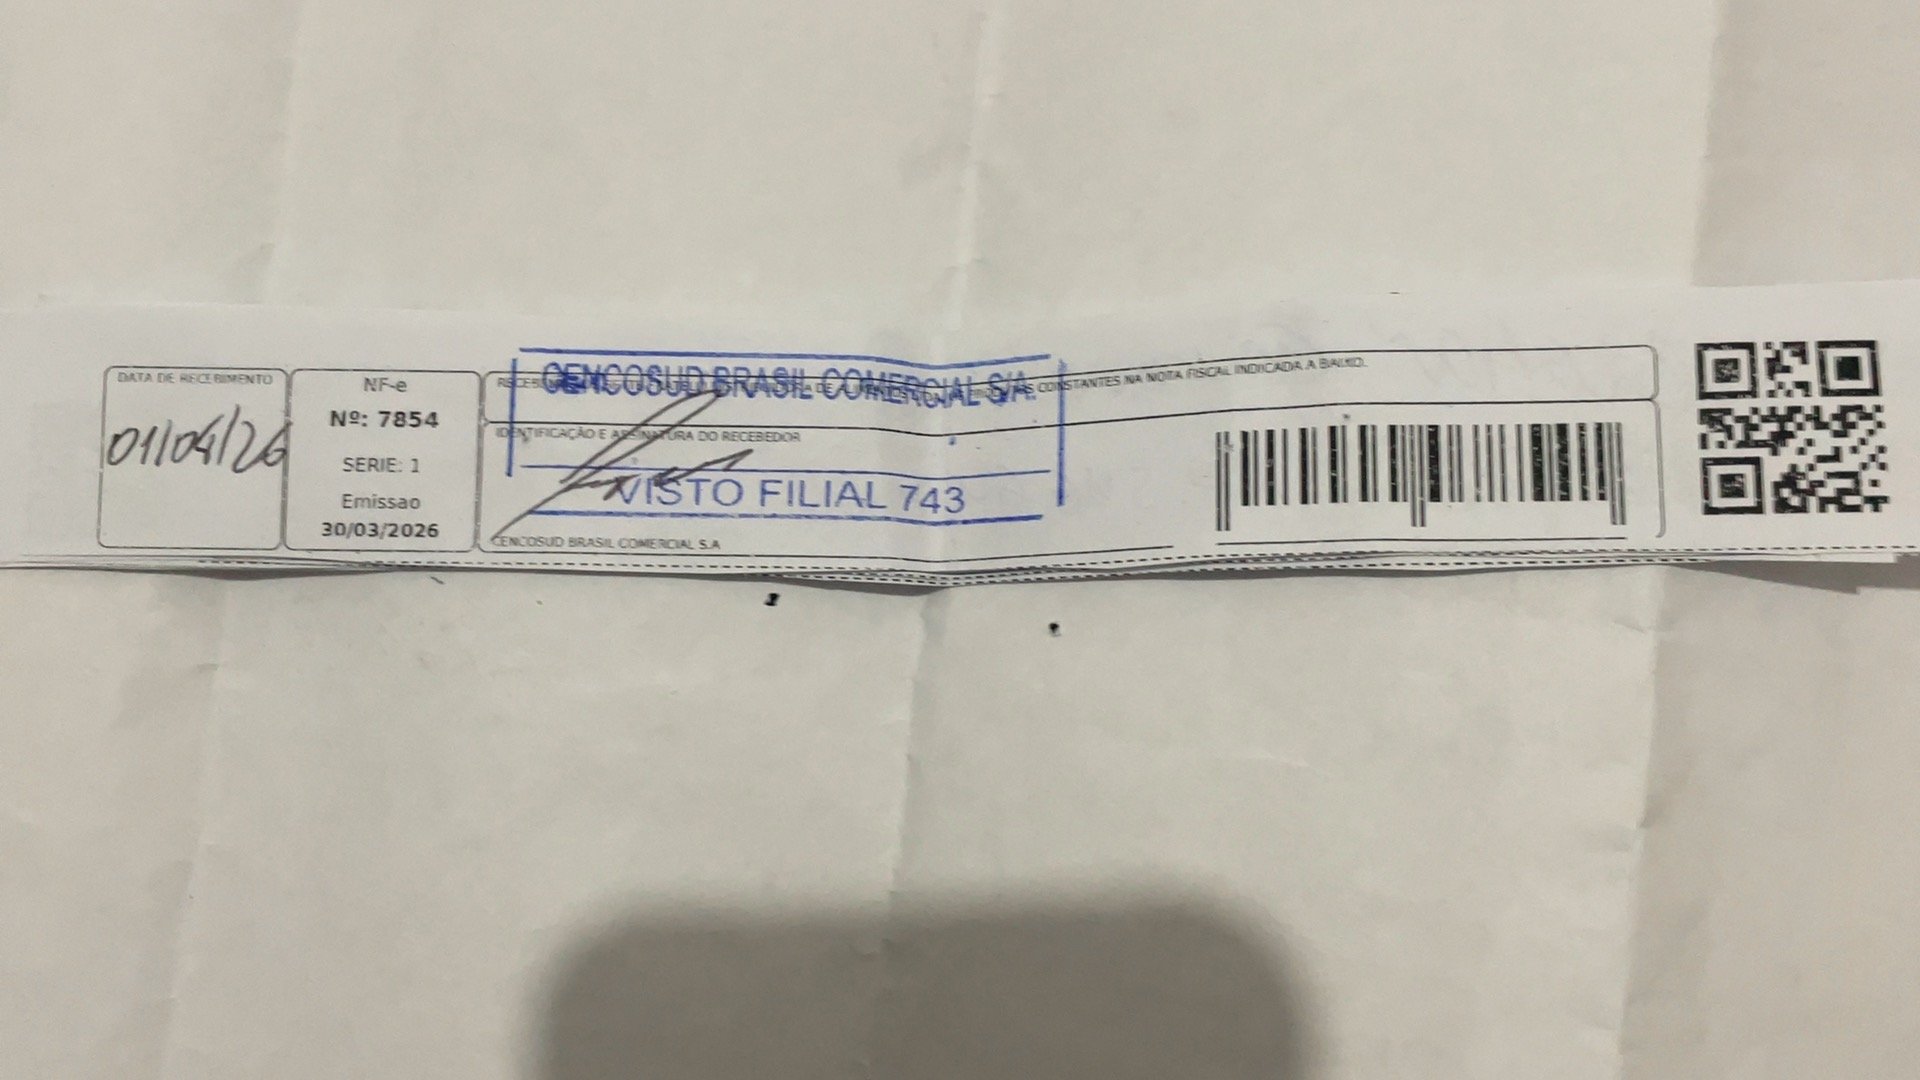 DATA DE RECEBIMENTO
01/04/26
NF-e
Nº: 7854
SERIE: 1
Emissao
30/03/2026
CONSTANTES NA NOTA FISCAL INDICADA A BAIXO.
CENCOSUD BRASIL COMERCIAL S/A.
IDENTIFICAÇÃO E ASSINATURA DO RECEBEDOR
VISTO FILIAL 743
CENCOSUD BRASIL COMERCIAL S.A